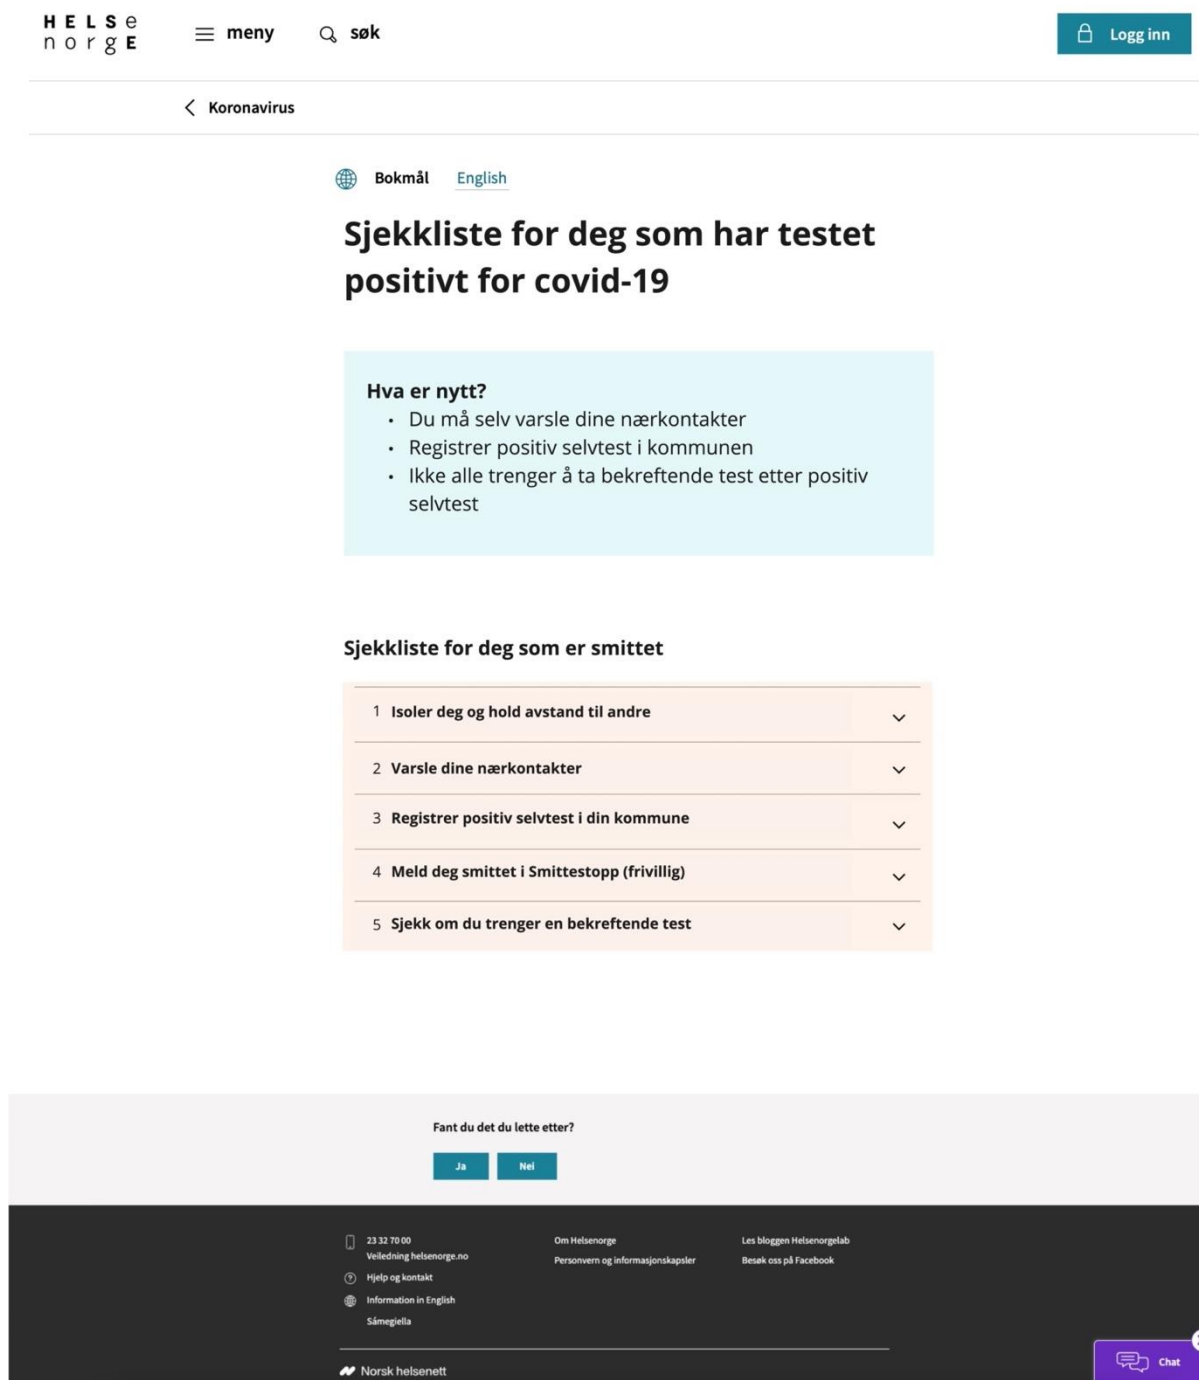 HELSe
norgE
meny
søk
Logg inn
Koronavirus
Bokmål English
Sjekkliste for deg som har testet
positivt for covid-19
Hva er nytt?
• Du må selv varsle dine nærkontakter
• Registrer positiv selvtest i kommunen
• Ikke alle trenger å ta bekreftende test etter positiv
selvtest
Sjekkliste for deg som er smittet
1 Isoler deg og hold avstand til andre
2 Varsle dine nærkontakter
3 Registrer positiv selvtest i din kommune
4 Meld deg smittet i Smittestopp (frivillig)
5 Sjekk om du trenger en bekreftende test
Fant du det du lette etter?
Ja Nei
23 32 70 00
Veiledning helsenorge.no
Hjelp og kontakt
Information in English
Sámegiella
Om Helsenorge
Personvern og informasjonskapsler
Les bloggen Helsenorgelab
Besøk oss på Facebook
Norsk helsenett
Chat